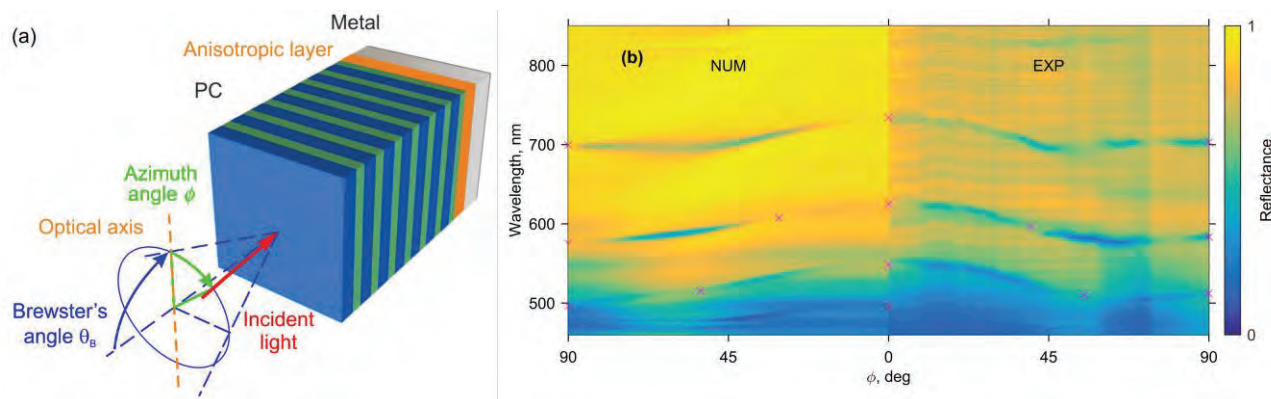 (a)
Metal
Anisotropic layer
PC
Azimuth
angle ϕ
Optical axis
Brewster's
angle θB
Incident
light
(b)
NUM
EXP
800
700
600
500
Wavelength, nm
90
45
0
45
90
ϕ, deg
1
0
Reflectance